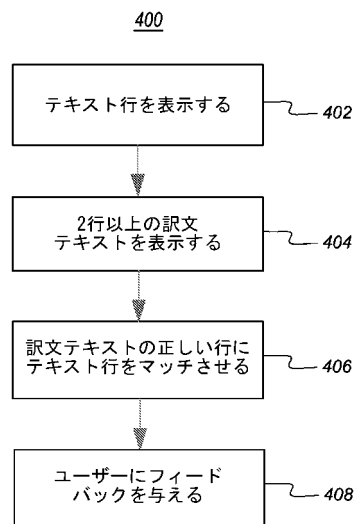 400
テキスト行を表示する
402
2行以上の訳文
テキストを表示する
404
訳文テキストの正しい行に
テキスト行をマッチさせる
406
ユーザーにフィード
バックを与える
408